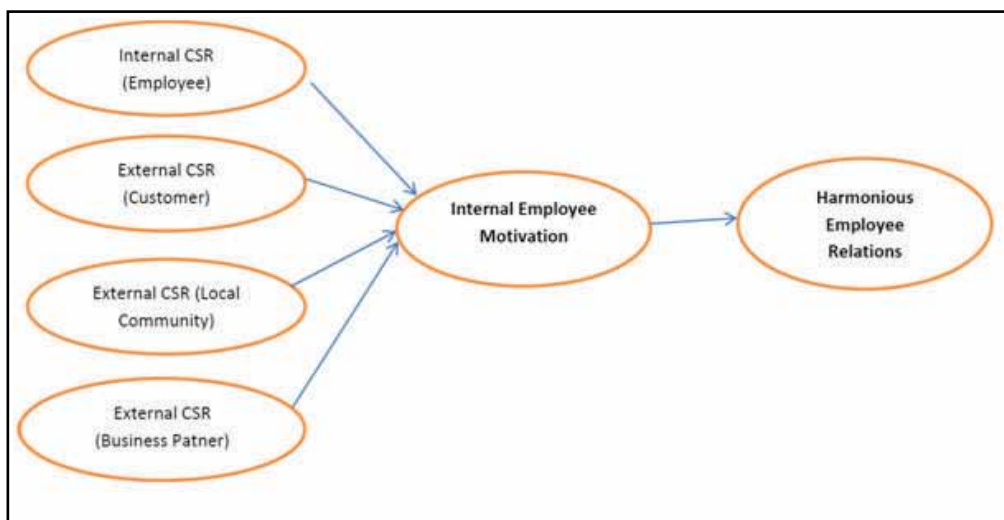 Internal CSR
(Employee)
External CSR
(Customer)
External CSR (Local
Community)
External CSR
(Business Patner)
Internal Employee
Motivation
Harmonious
Employee
Relations